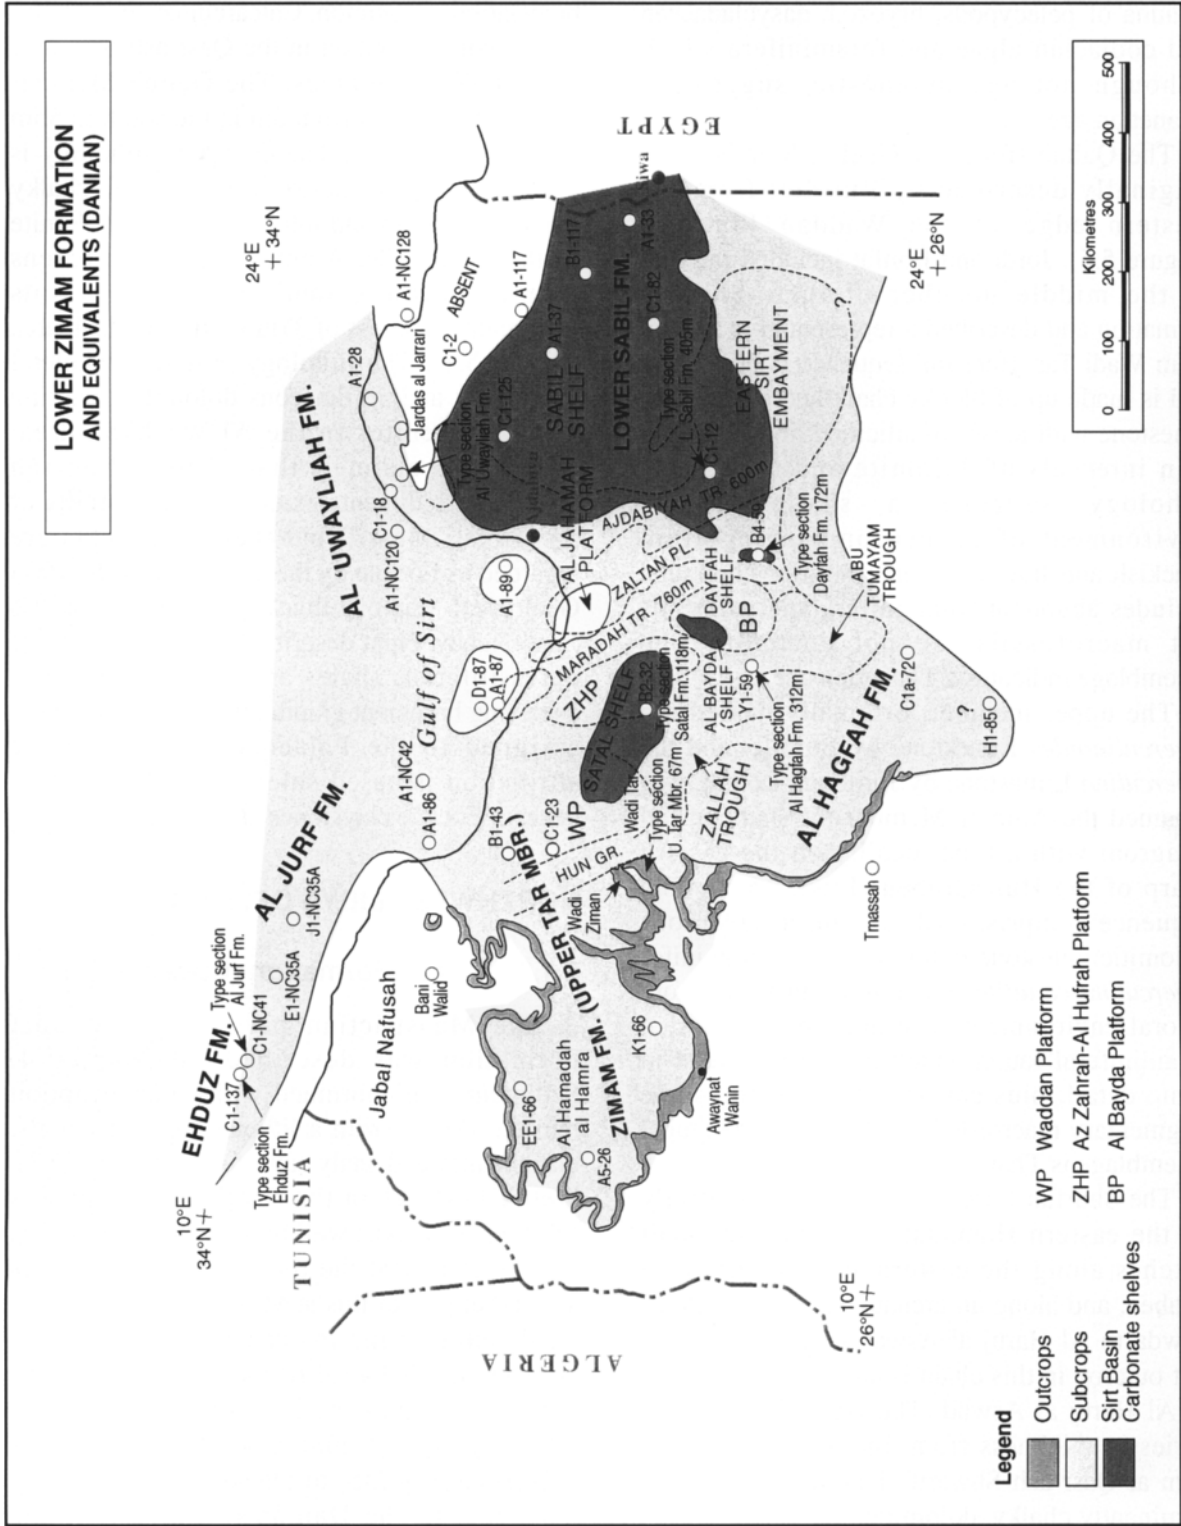 LOWER ZIMAM FORMATION
AND EQUIVALENTS (DANIAN)
10°E
34°N
24°E
34°N
EHDUZ FM.
C1-137
Type section
Ehduz Fm.
Type section
Al Jurf Fm.
C1-NC41
E1-NC35A
J1-NC35A
AL JURF FM.
AL UWAYLIAH FM.
TUNISIA
Jabal Nafusah
Bani
Walid
A1-86
A1-NC42
Gulf of Sirt
D1-87
A1-87
A1-89
A1-NC120
C1-18
A1-28
Jardas al Jarrari
Type section
Al 'Uwayliah Fm.
A1-NC128
ABSENT
C1-2
A1-117
C1-125
Ajdabiya
SABIL
SHELF
A1-37
B1-117
LOWER SABIL FM.
A1-33
Siwa
EGYPT
C1-82
Type section
L. Sabil Fm. 405m
C1-12
EASTERN
SIRT
EMBAYMENT
?
AL JAHAMAH
PLATFORM
AJDABIYAH TR. 600m
ZALTAN PL.
MARADAH TR. 760m
DAYFAH
SHELF
B4-59
Type section
Dayfah Fm. 172m
BP
AL BAYDA
SHELF
Y1-59
Type section
Al Hagfah Fm. 312m
ABU
TUMAYAM
TROUGH
ZHP
SATAL SHELF
B2-32
Type section
Satal Fm. 118m
WP
B1-43
C1-23
HUN GR.
Wadi Tar
Type section
U. Tar Mbr. 67m
ZALLAH
TROUGH
Wadi
Ziman
ZIMAM FM. (UPPER TAR MBR.)
EE1-66
Al Hamadah
al Hamra
A5-26
K1-66
Awaynat
Wanin
AL HAGFAH FM.
Tmassah
C1a-72
H1-85
?
ALGERIA
10°E
26°N
24°E
26°N
Legend
Outcrops
Subcrops
Sirt Basin
Carbonate shelves
WP Waddan Platform
ZHP Az Zahrah-Al Hufrah Platform
BP Al Bayda Platform
Kilometres
0 100 200 300 400 500